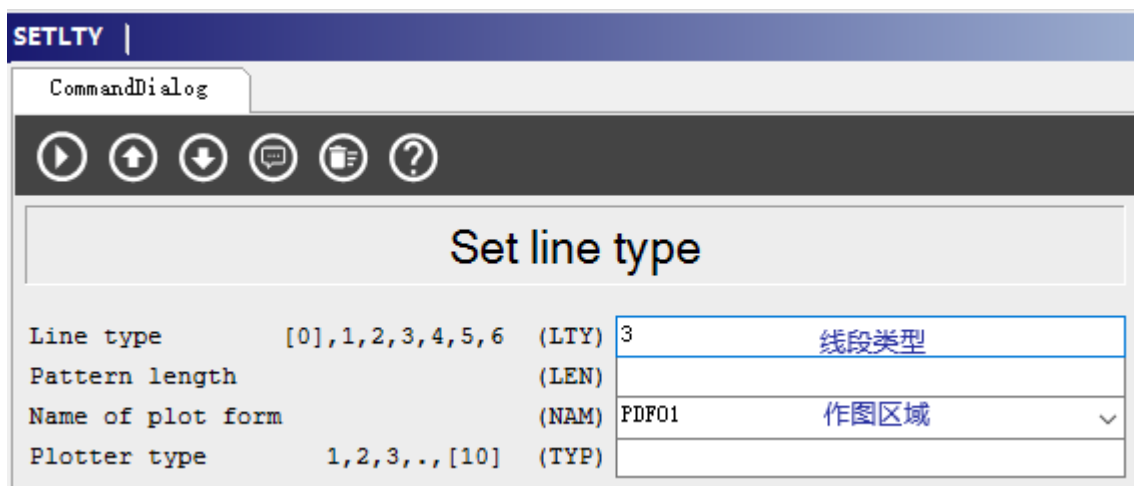 SETLTY
CommandDialog
Set line type
Line type [0],1,2,3,4,5,6 (LTY) 3 线段类型
Pattern length (LEN)
Name of plot form (NAM) PDF01 作图区域
Plotter type 1,2,3,.,[10] (TYP)